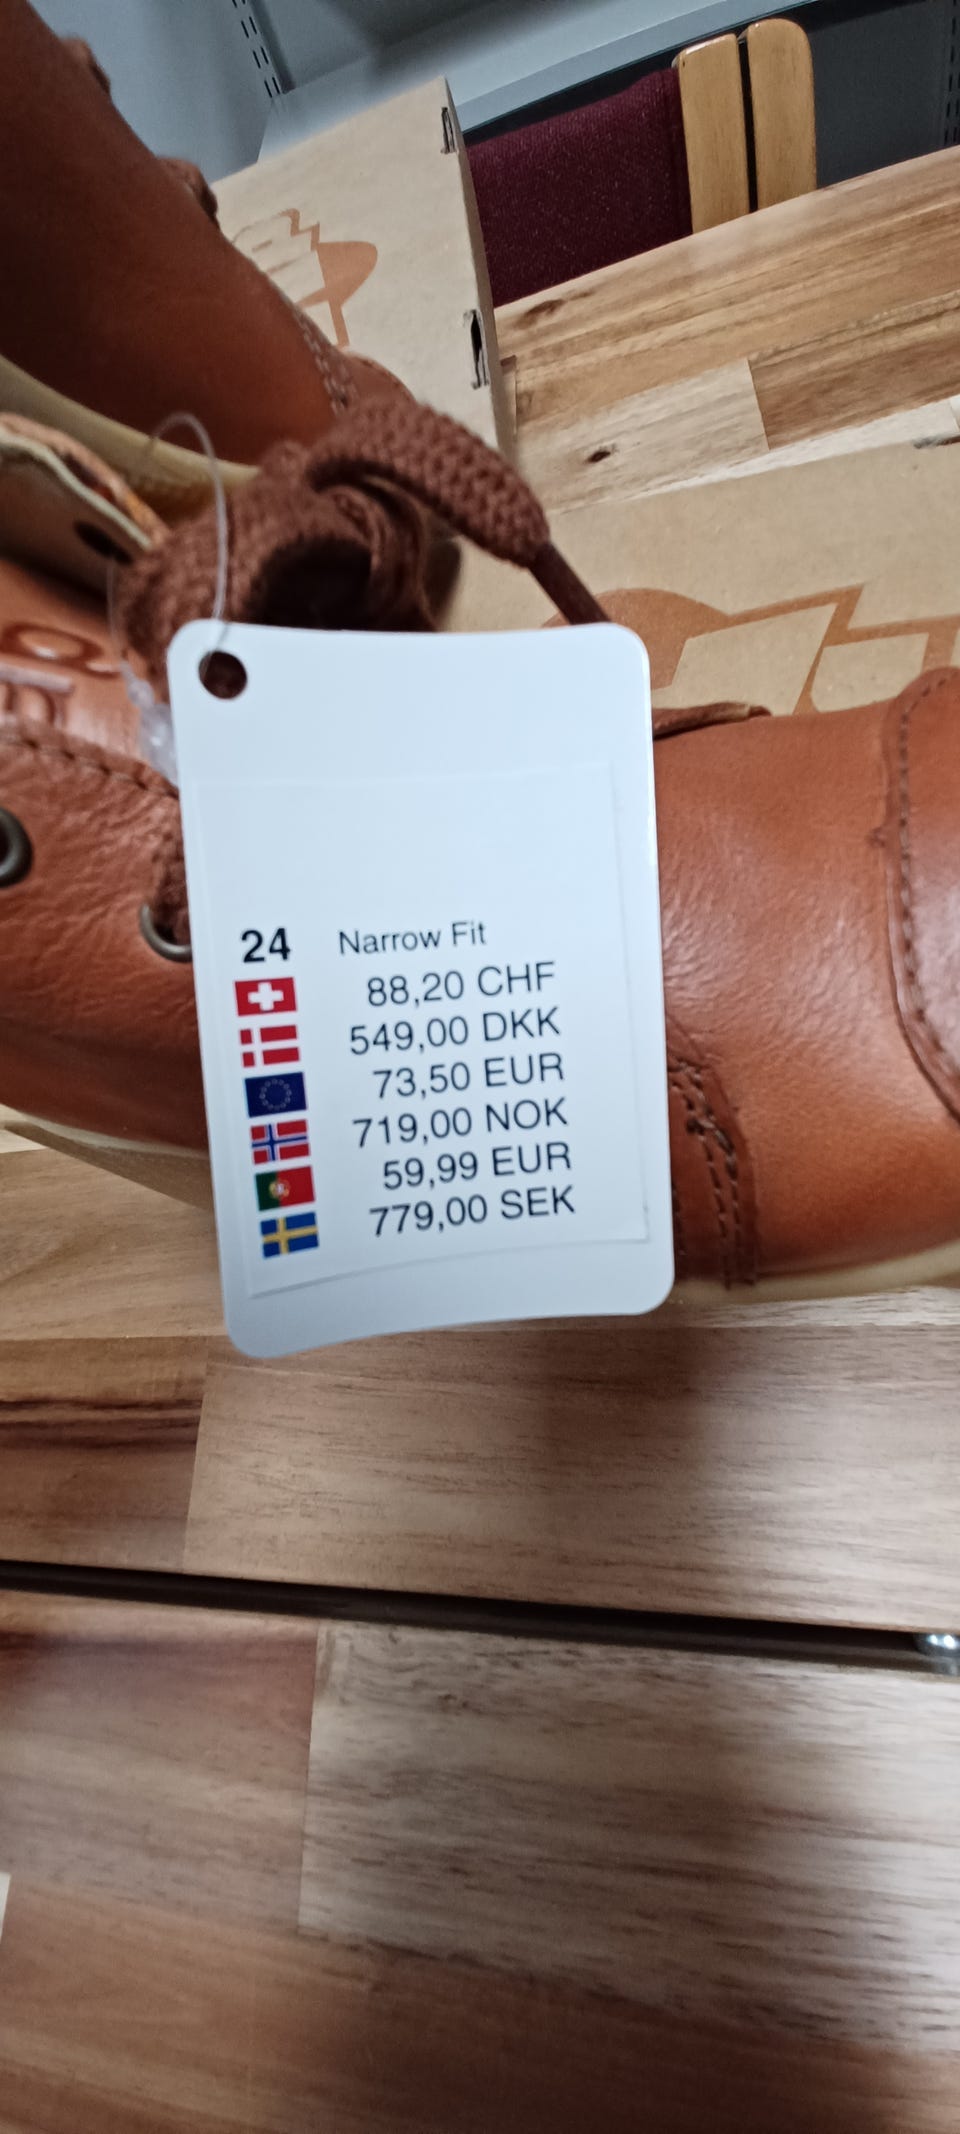 24 Narrow Fit
88,20 CHF
549,00 DKK
73,50 EUR
719,00 NOK
59,99 EUR
779,00 SEK